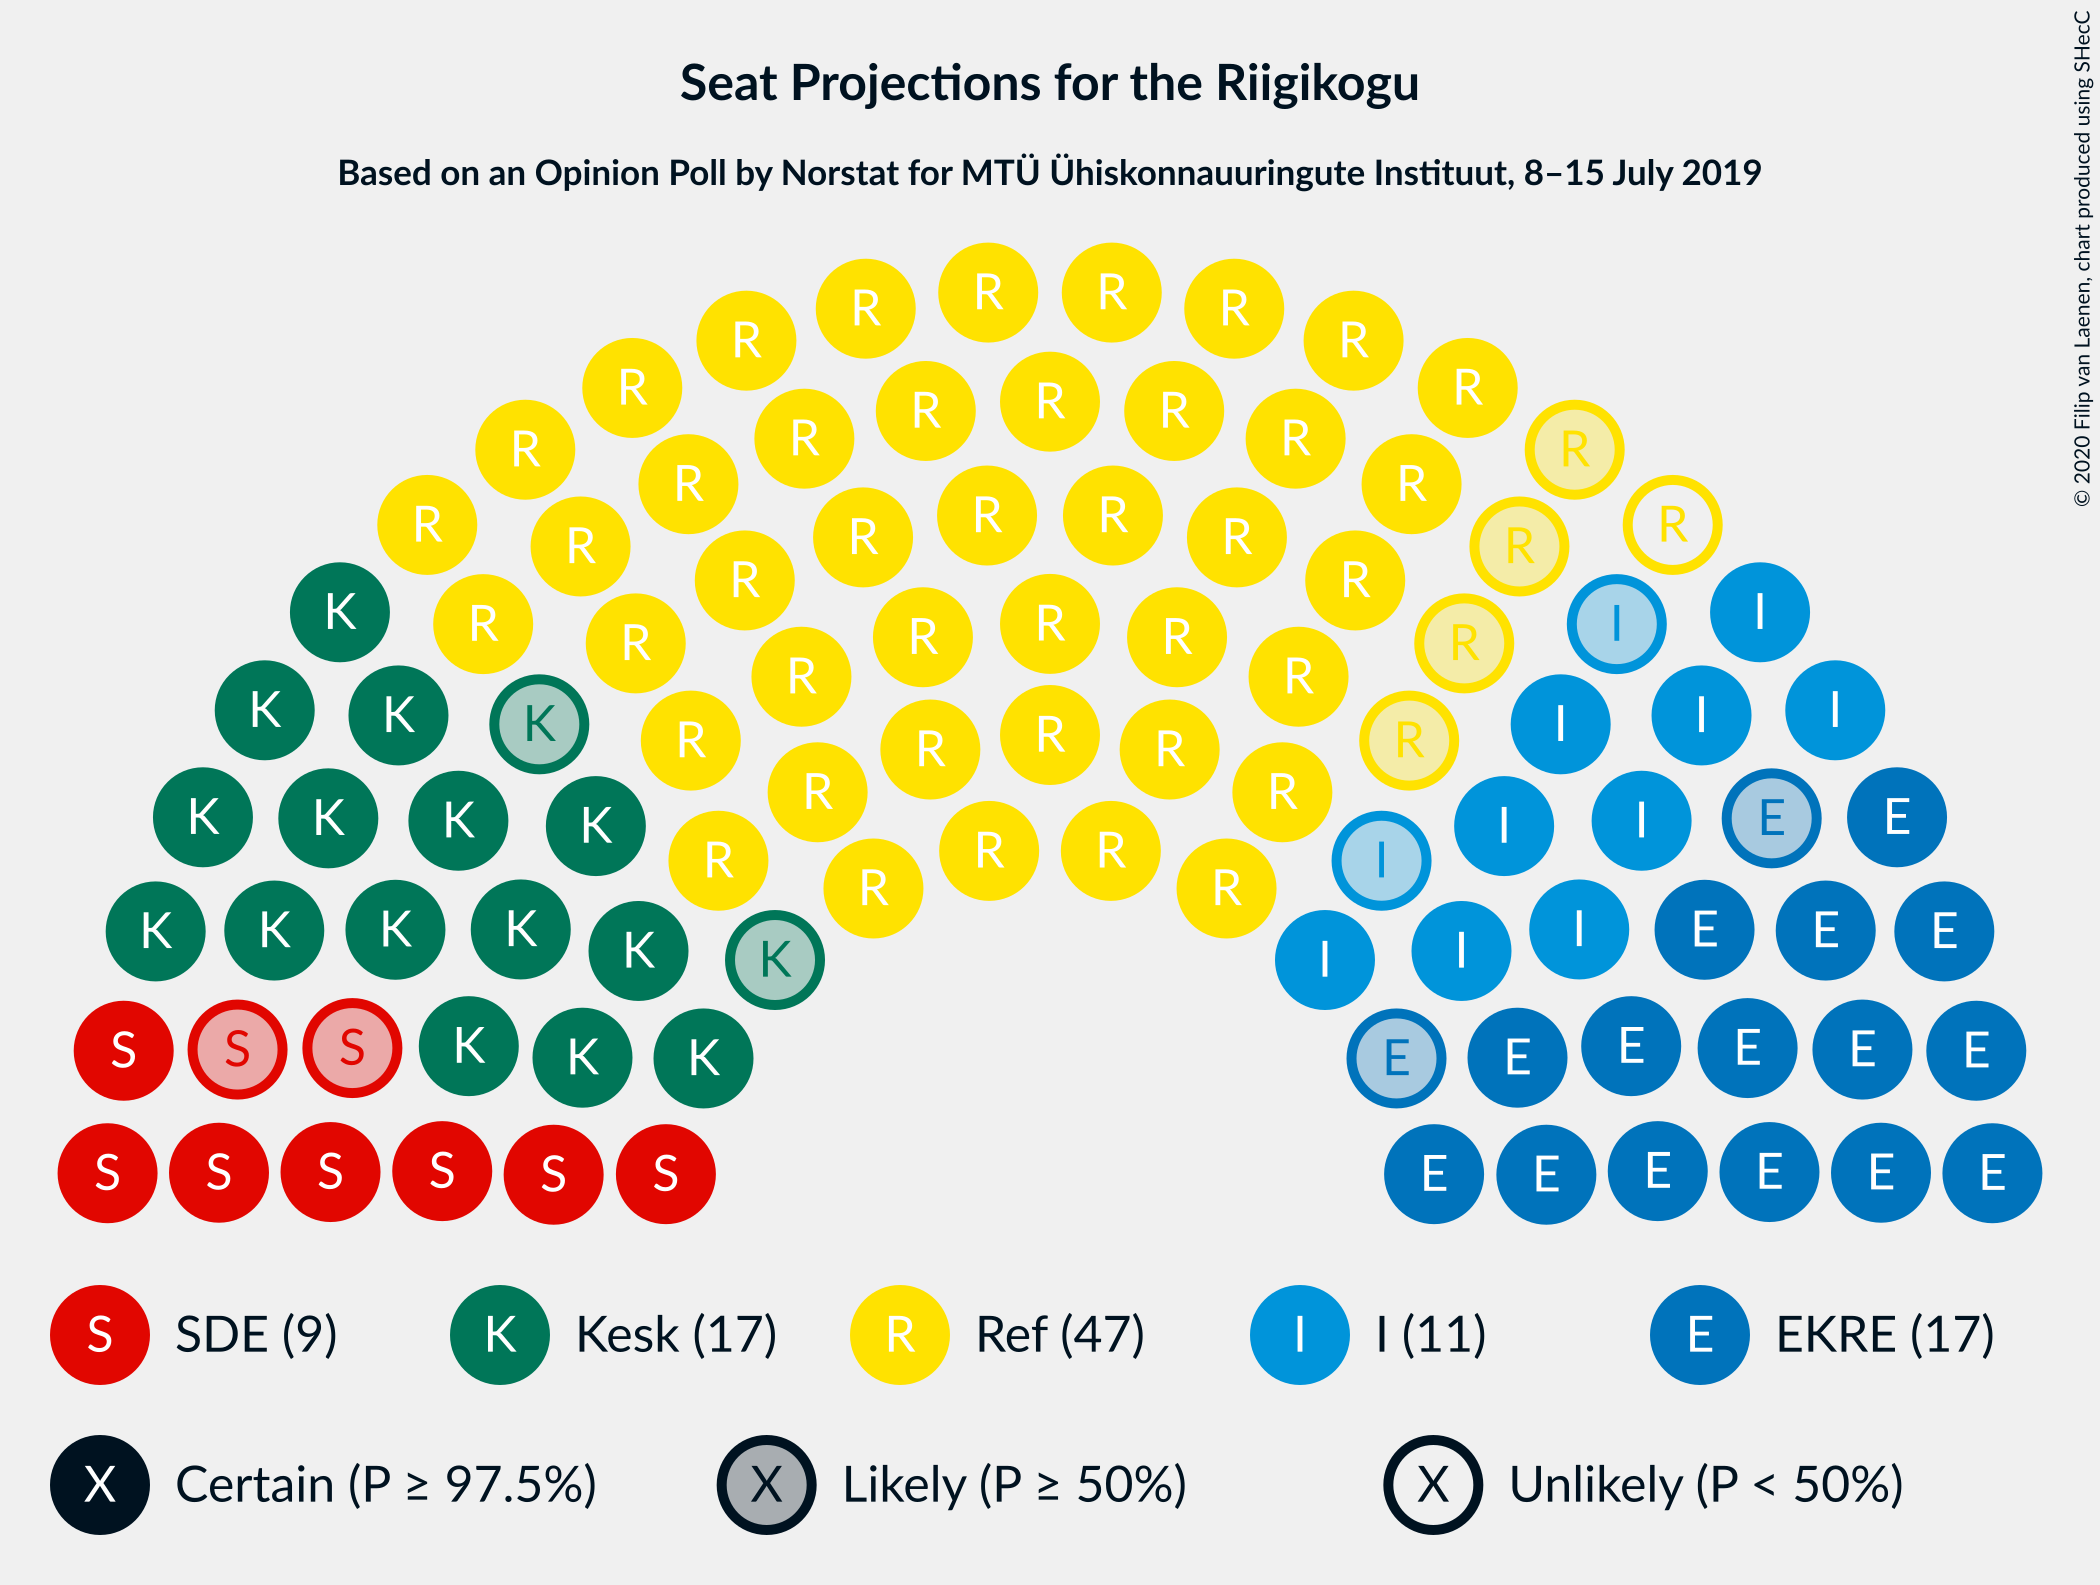 Seat Projections for the Riigikogu
Based on an Opinion Poll by Norstat for MTÜ Ühiskonnauuringute Instituut, 8–15 July 2019
© 2020 Filip van Laenen, chart produced using SHecC
R R R R
R R R R
R R R R R
R R R R
R R R R
R R R R R R
R R R
K R R R R I I
R R R R
K K K R R R R I I I
R R R
K K K K R R I I E E
R R R R R I
K K K K K K I I I E E E
S S S K K K E E E E E E
S S S S S S E E E E E E
S SDE (9) K Kesk (17) R Ref (47) I I (11) E EKRE (17)
X Certain (P ≥ 97.5%) X Likely (P ≥ 50%) X Unlikely (P < 50%)